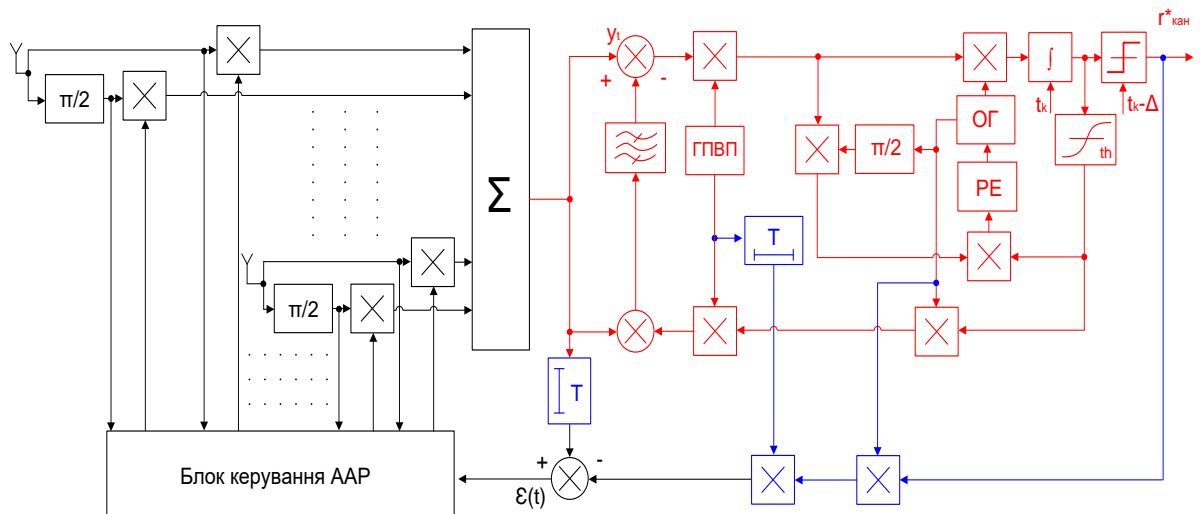 r*кан
yt
+
-
∫
tk
tk-Δ
π/2
ГПВП
π/2
ОГ
th
РЕ
Σ
T
π/2
T
Блок керування ААР
+
-
Ɛ(t)